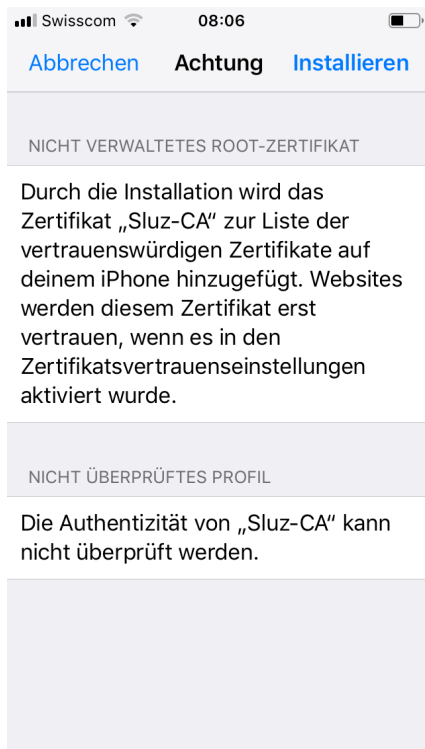 Swisscom 08:06
Abbrechen Achtung Installieren
NICHT VERWALTETES ROOT-ZERTIFIKAT
Durch die Installation wird das
Zertifikat „Sluz-CA“ zur Liste der
vertrauenswürdigen Zertifikate auf
deinem iPhone hinzugefügt. Websites
werden diesem Zertifikat erst
vertrauen, wenn es in den
Zertifikatsvertrauenseinstellungen
aktiviert wurde.
NICHT ÜBERPRÜFTES PROFIL
Die Authentizität von „Sluz-CA“ kann
nicht überprüft werden.